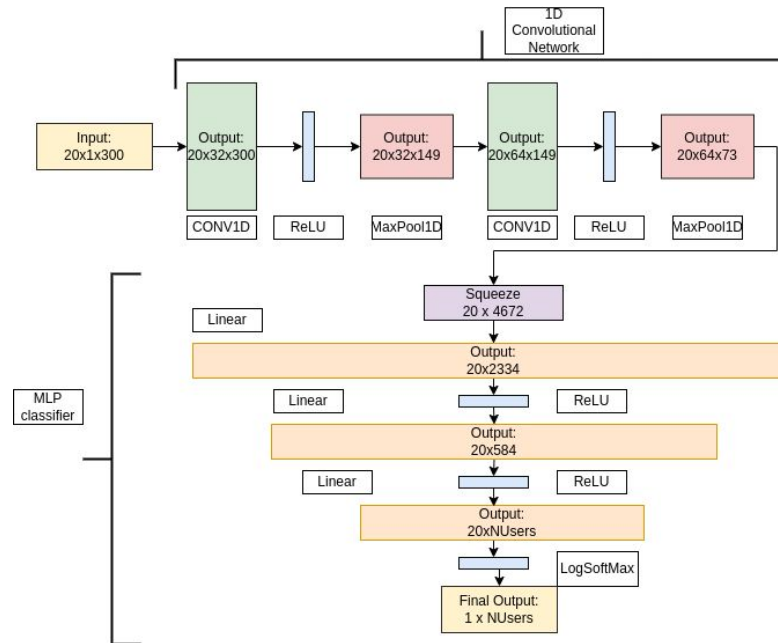 1D
Convolutional
Network
Input:
20x1x300
Output:
20x32x300
Output:
20x32x149
Output:
20x64x149
Output:
20x64x73
CONV1D
ReLU
MaxPool1D
CONV1D
ReLU
MaxPool1D
Squeeze
20 x 4672
Linear
Output:
20x2334
MLP
classifier
Linear
ReLU
Output:
20x584
Linear
ReLU
Output:
20xNUsers
LogSoftMax
Final Output:
1 x NUsers